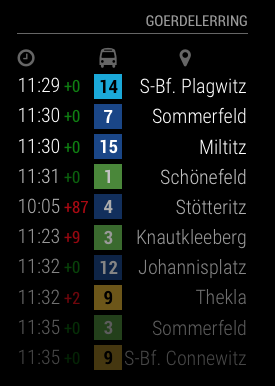 GOERDELERRING
11:29 +0 14 S-Bf. Plagwitz
11:30 +0 7 Sommerfeld
11:30 +0 15 Miltitz
11:31 +0 1 Schönefeld
10:05 +87 4 Stötteritz
11:23 +9 3 Knautkleeberg
11:32 +0 12 Johannisplatz
11:32 +2 9 Thekla
11:35 +0 3 Sommerfeld
11:35 +0 9 S-Bf. Connewitz